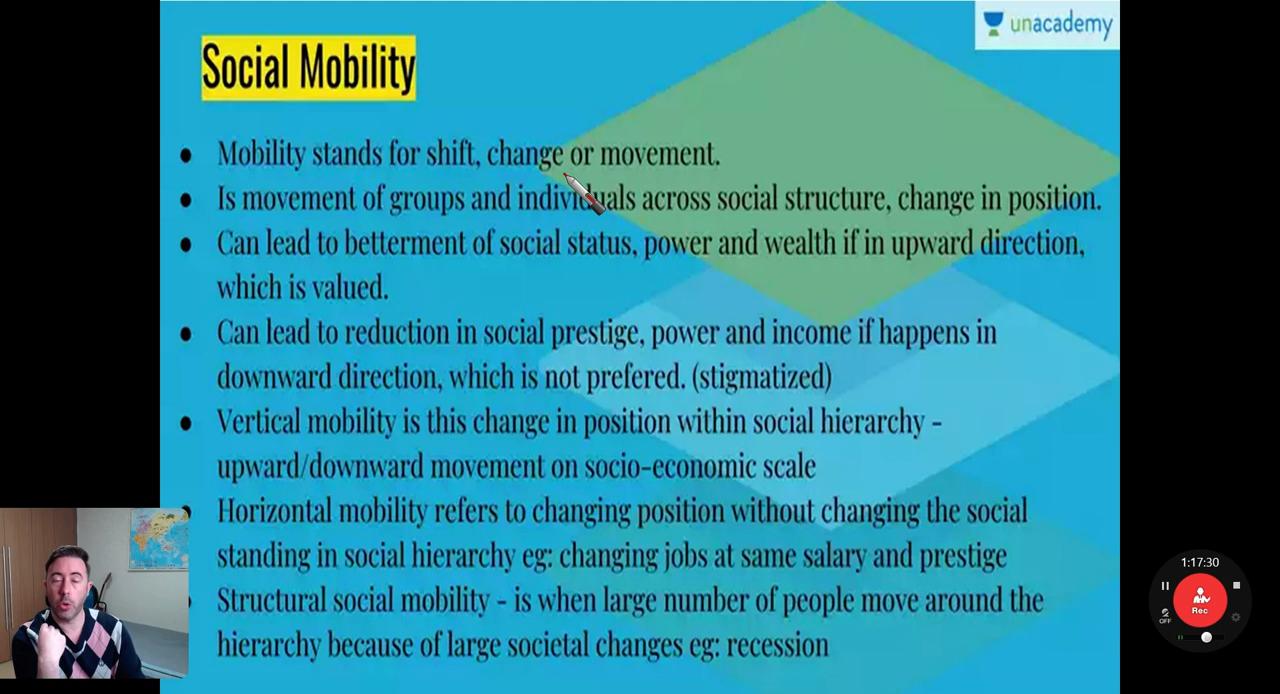 unacademy
Social Mobility
● Mobility stands for shift, change or movement.
● Is movement of groups and individuals across social structure, change in position.
● Can lead to betterment of social status, power and wealth if in upward direction,
which is valued.
● Can lead to reduction in social prestige, power and income if happens in
downward direction, which is not prefered. (stigmatized)
● Vertical mobility is this change in position within social hierarchy -
upward/downward movement on socio-economic scale
● Horizontal mobility refers to changing position without changing the social
standing in social hierarchy eg: changing jobs at same salary and prestige
● Structural social mobility - is when large number of people move around the
hierarchy because of large societal changes eg: recession
1:17:30
Rec
OFF